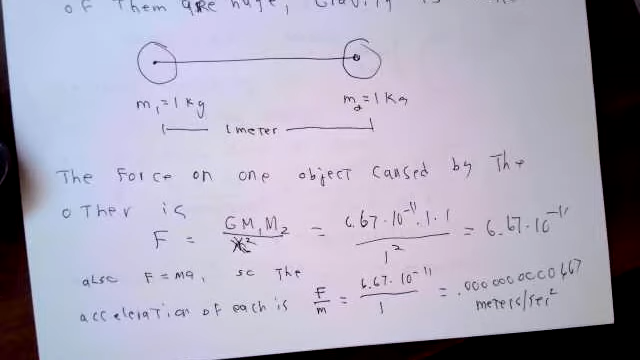 of Them are huge, Gravity is
m₁=1 Kg m₂=1 Kg
1 meter
The Force on one object caused by The
other is
F = GM₁M₂/r² = 6.67·10⁻¹¹·1·1/1² = 6.67·10⁻¹¹
also F=ma, so The
acceleration of each is F/m = 6.67·10⁻¹¹/1 = .0000000000667
meters/sec²